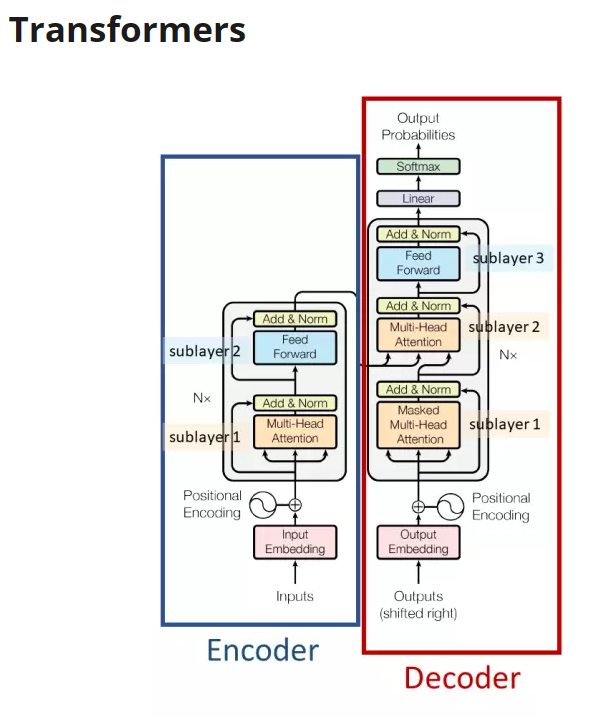 Transformers
Output
Probabilities
Softmax
Linear
Add & Norm
Feed
Forward
sublayer 3
Add & Norm
Multi-Head
Attention
sublayer 2
Nx
Add & Norm
Masked
Multi-Head
Attention
sublayer 1
Positional
Encoding
Output
Embedding
Outputs
(shifted right)
Decoder
Add & Norm
Feed
Forward
sublayer 2
Nx
Add & Norm
Multi-Head
Attention
sublayer 1
Positional
Encoding
Input
Embedding
Inputs
Encoder